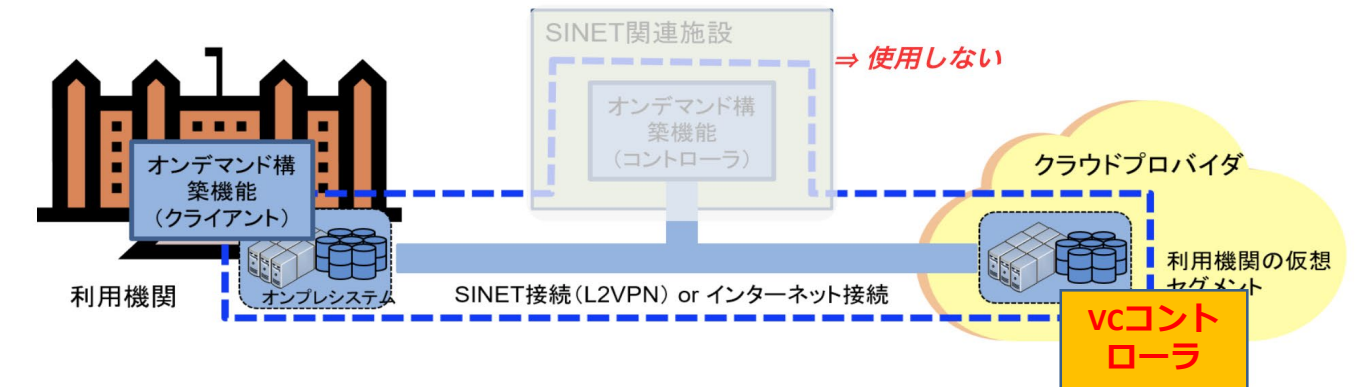 SINET関連施設
⇒ 使用しない
オンデマンド構
築機能
(コントローラ)
オンデマンド構
築機能
(クライアント)
クラウドプロバイダ
利用機関
オンプレシステム
SINET接続(L2VPN) or インターネット接続
利用機関の仮想
セグメント
VCコント
ローラ